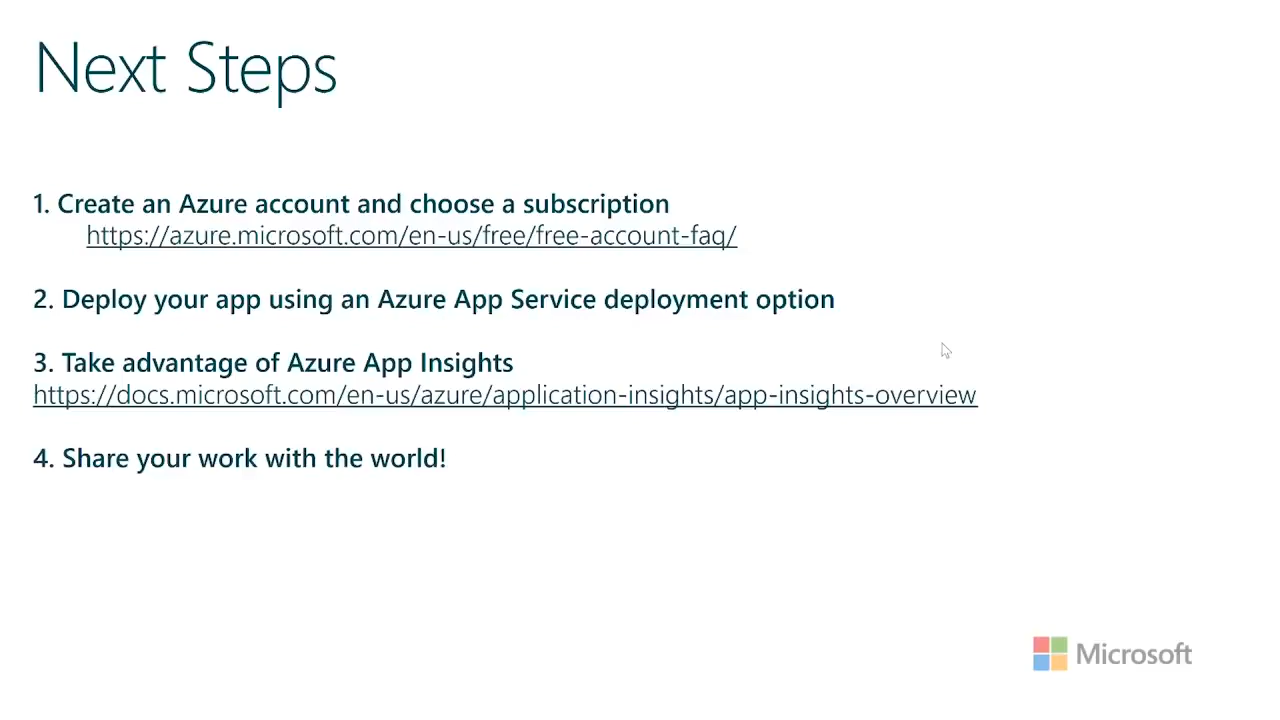 Next Steps
1. Create an Azure account and choose a subscription
https://azure.microsoft.com/en-us/free/free-account-faq/
2. Deploy your app using an Azure App Service deployment option
3. Take advantage of Azure App Insights
https://docs.microsoft.com/en-us/azure/application-insights/app-insights-overview
4. Share your work with the world!
Microsoft